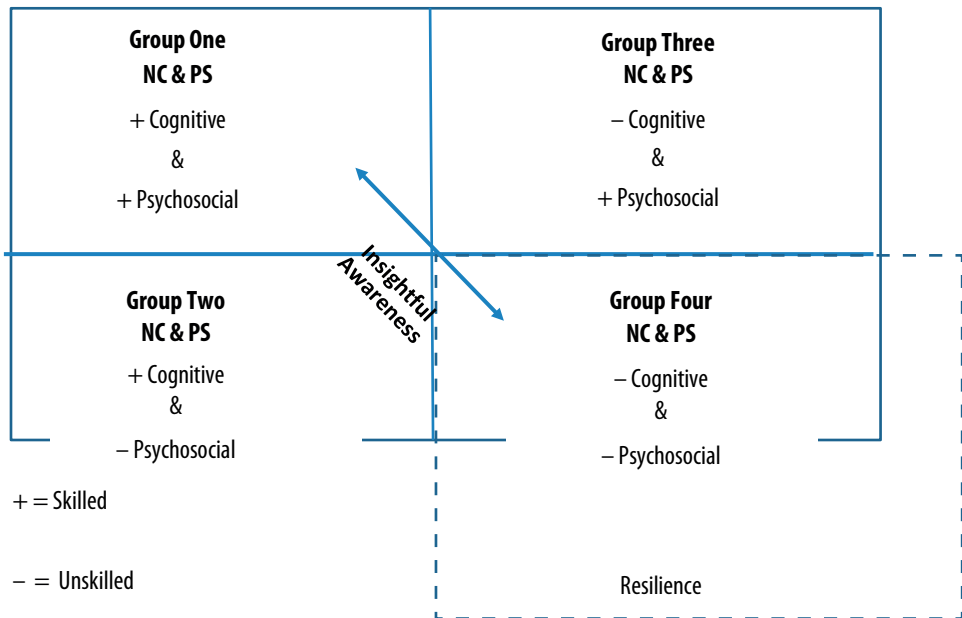 Group One
NC & PS
+ Cognitive
&
+ Psychosocial
Group Three
NC & PS
– Cognitive
&
+ Psychosocial
Insightful
Awareness
Group Two
NC & PS
+ Cognitive
&
– Psychosocial
Group Four
NC & PS
– Cognitive
&
– Psychosocial
+ = Skilled
– = Unskilled
Resilience